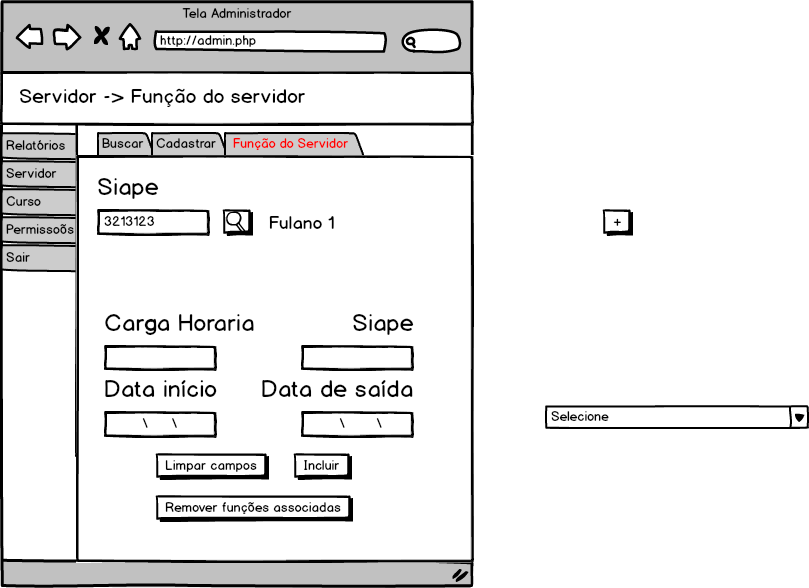 Tela Administrador
http://admin.php
Servidor -> Função do servidor
Relatórios
Servidor
Curso
Permissoõs
Sair
Buscar Cadastrar Função do Servidor
Siape
3213123 Fulano 1
+
Carga Horaria Siape
Data início Data de saída
\ \ \ \
Selecione
Limpar campos Incluir
Remover funções associadas